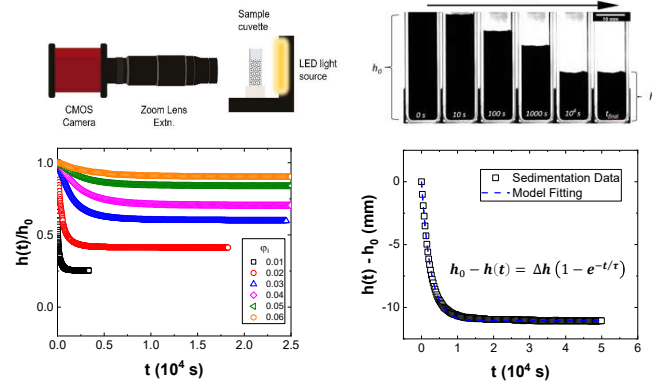 Sample
cuvette
LED light
source
CMOS
Camera
Zoom Lens
Extn.
h₀
10 mm
0 s
10 s
100 s
1000 s
10⁴ s
t_final
h
h(t)/h₀
1.0
0.5
0.0
φᵢ
0.01
0.02
0.03
0.04
0.05
0.06
0.0 0.5 1.0 1.5 2.0 2.5
t (10⁴ s)
h(t) - h₀ (mm)
0
-5
-10
Sedimentation Data
Model Fitting
h₀ − h(t) = Δh (1 − e^{−t/τ})
0 1 2 3 4 5 6
t (10⁴ s)